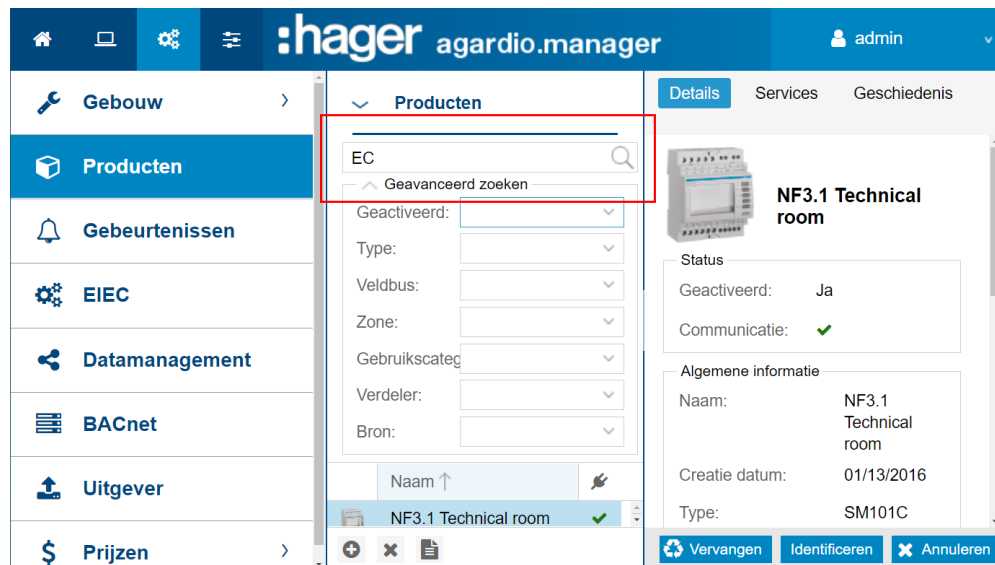 :hager agardio.manager
admin
Gebouw
Producten
Gebeurtenissen
EIEC
Datamanagement
BACnet
Uitgever
Prijzen
Producten
EC
Geavanceerd zoeken
Geactiveerd:
Type:
Veldbus:
Zone:
Gebruikscateg
Verdeler:
Bron:
Naam
NF3.1 Technical room
Details Services Geschiedenis
NF3.1 Technical
room
Status
Geactiveerd: Ja
Communicatie:
Algemene informatie
Naam: NF3.1
Technical
room
Creatie datum: 01/13/2016
Type: SM101C
Vervangen Identificeren Annuleren